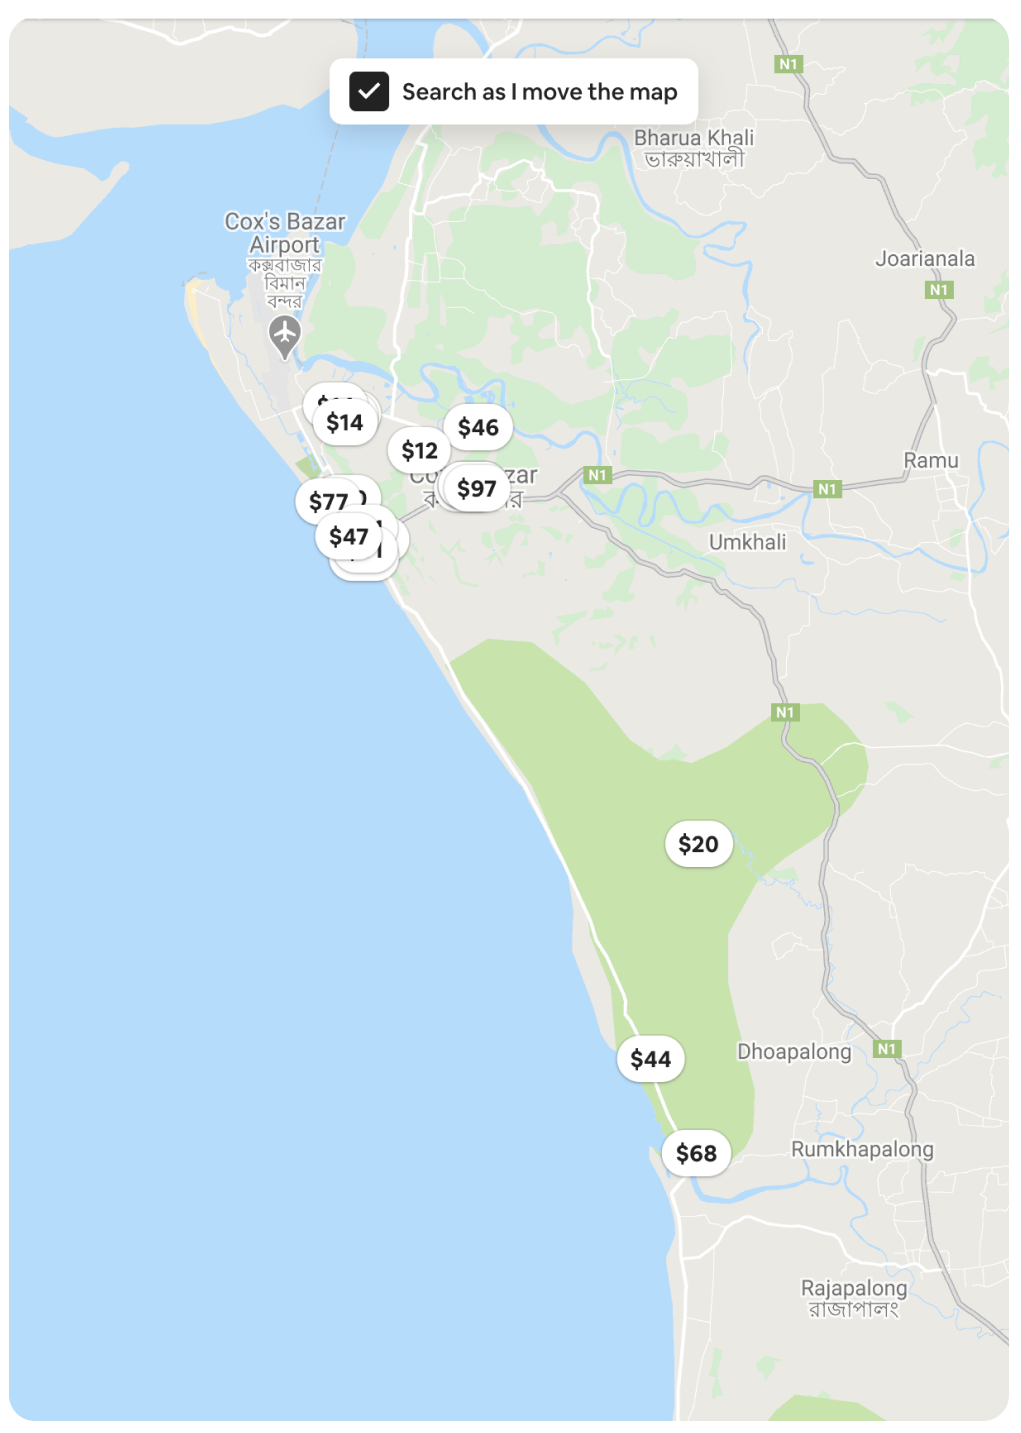 Search as I move the map
N1
Bharua Khali
ভারুয়াখালী
Cox's Bazar
Airport
কক্সবাজার
বিমান
বন্দর
Joarianala
N1
$14
$46
$12
$97
Ramu
N1
N1
$77
$47
Umkhali
N1
$20
$44
Dhoapalong
N1
$68
Rumkhapalong
Rajapalong
রাজাপালং